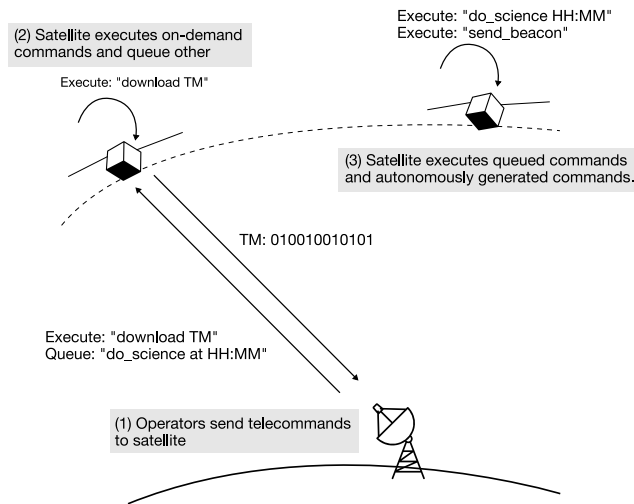 (2) Satellite executes on-demand
commands and queue other
Execute: "download TM"
Execute: "do_science HH:MM"
Execute: "send_beacon"
(3) Satellite executes queued commands
and autonomously generated commands.
TM: 010010010101
Execute: "download TM"
Queue: "do_science at HH:MM"
(1) Operators send telecommands
to satellite